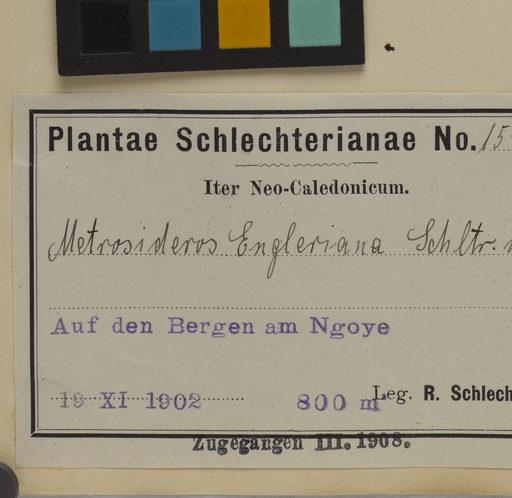 Plantae Schlechterianae No. 15
Iter Neo-Caledonicum.
Metrosideros Engleriana Schltr.
Auf den Bergen am Ngoye
19 XI 1902 800 m Leg. R. Schlech
Zugegangen III. 1908.